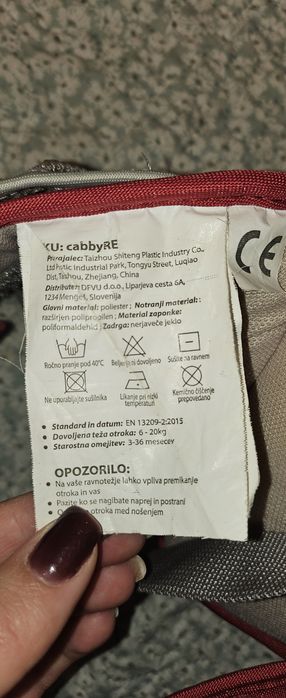 KU: cabbyRE
Proizvajalec: Taizhou Shiteng Plastic Industry Co.,
Ltd Industrial Park, Tongyu Street, Luqiao
Dist, Taizhou, Zhejiang, China
Distributer: DFVU d.o.o., Liparjeva cesta 6A,
1234 Mengeš, Slovenija
Glavni material: poliester; Notranji material:
razširjen polipropilen; Material zaponke:
poliformaldehid; Zadrga: nerjaveče jeklo
CE
Ročno pranje pod 40°C
Beljenje ni dovoljeno
Sušite na ravnem
Ne uporabljajte sušilnika
Likanje pri nizki
temperaturi
Kemično čiščenje
prepovedano
• Standard in datum: EN 13209-2:2015
• Dovoljena teža otroka: 6 - 20kg
• Starostna omejitev: 3-36 mesecev
OPOZORILO:
• Na vaše ravnotežje lahko vpliva premikanje
otroka in vas
• Pazite ko se nagibate naprej in postrani
• O dom med nošenjem